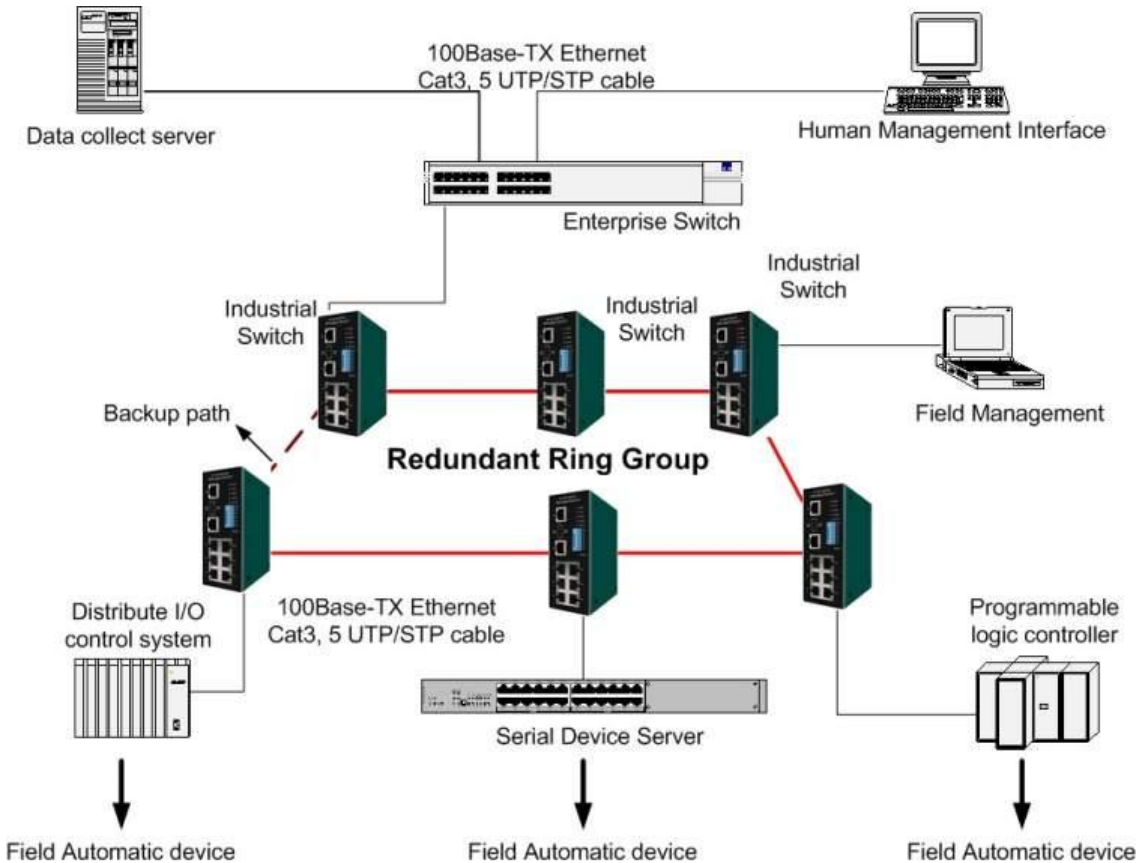 100Base-TX Ethernet
Cat3, 5 UTP/STP cable
Data collect server
Human Management Interface
Enterprise Switch
Industrial
Switch
Industrial
Switch
Industrial
Switch
Backup path
Field Management
Redundant Ring Group
Distribute I/O
control system
100Base-TX Ethernet
Cat3, 5 UTP/STP cable
Programmable
logic controller
Serial Device Server
Field Automatic device
Field Automatic device
Field Automatic device